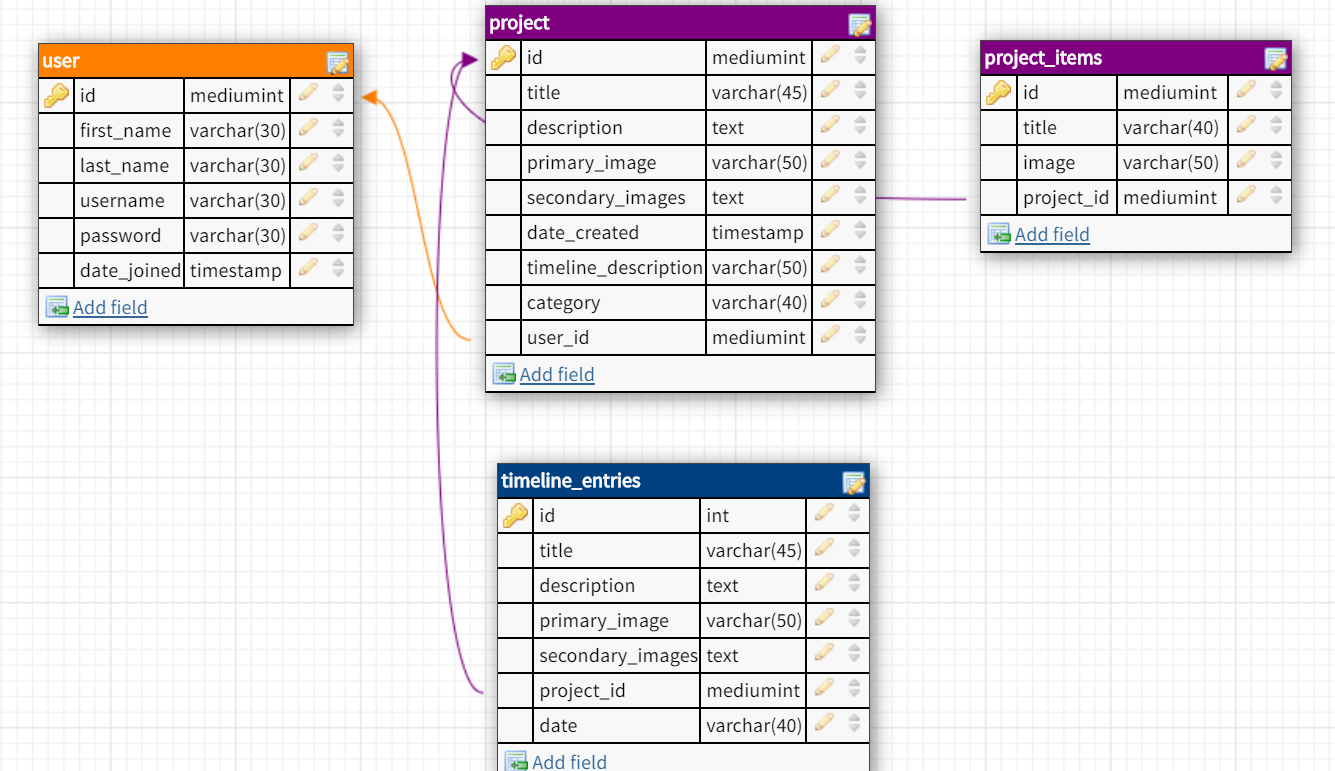 user
id mediumint
first_name varchar(30)
last_name varchar(30)
username varchar(30)
password varchar(30)
date_joined timestamp
Add field
project
id mediumint
title varchar(45)
description text
primary_image varchar(50)
secondary_images text
date_created timestamp
timeline_description varchar(50)
category varchar(40)
user_id mediumint
Add field
project_items
id mediumint
title varchar(40)
image varchar(50)
project_id mediumint
Add field
timeline_entries
id int
title varchar(45)
description text
primary_image varchar(50)
secondary_images text
project_id mediumint
date varchar(40)
Add field